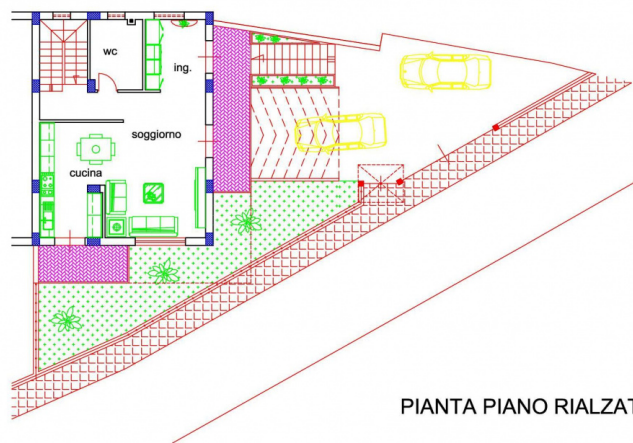 wc
ing.
soggiorno
cucina
PIANTA PIANO RIALZAT